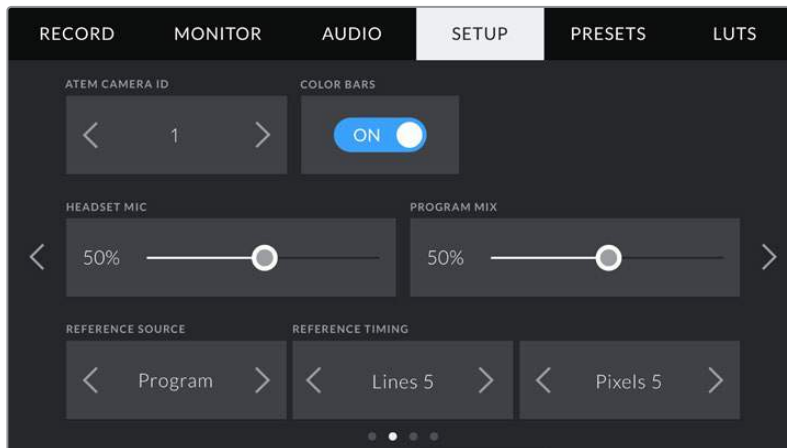 RECORD MONITOR AUDIO SETUP PRESETS LUTS
ATEM CAMERA ID COLOR BARS
1 ON
HEADSET MIC PROGRAM MIX
50% 50%
REFERENCE SOURCE REFERENCE TIMING
Program Lines 5 Pixels 5